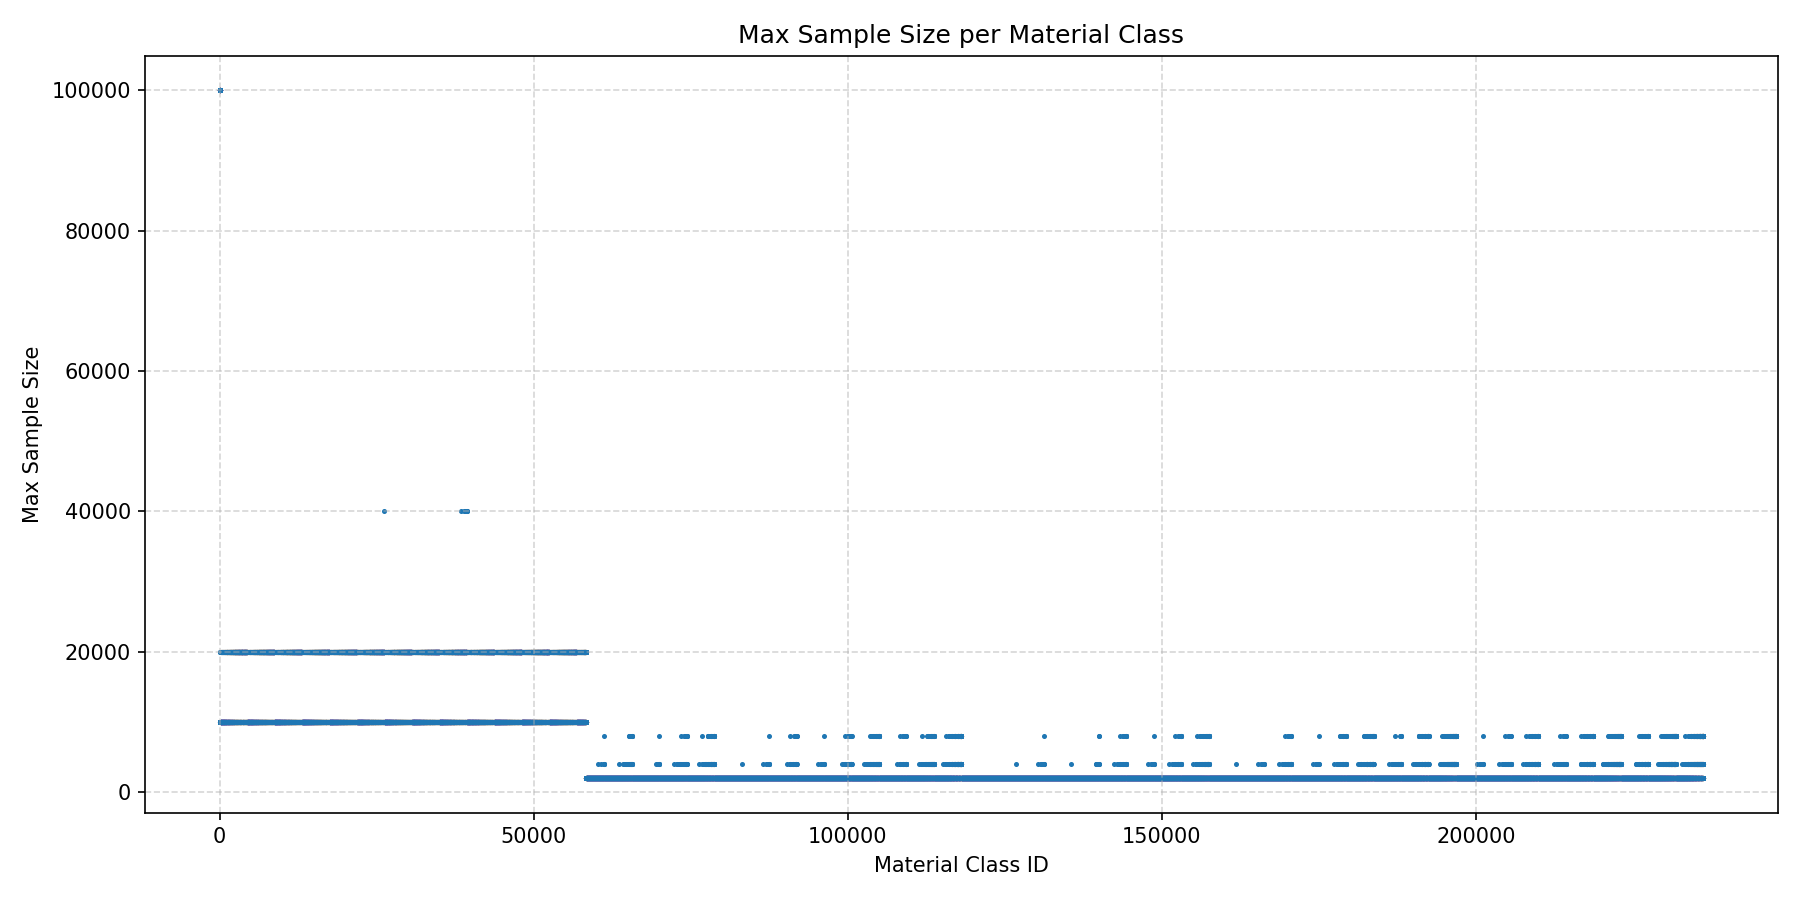 Max Sample Size per Material Class
100000
80000
60000
40000
20000
0
Max Sample Size
0 50000 100000 150000 200000
Material Class ID